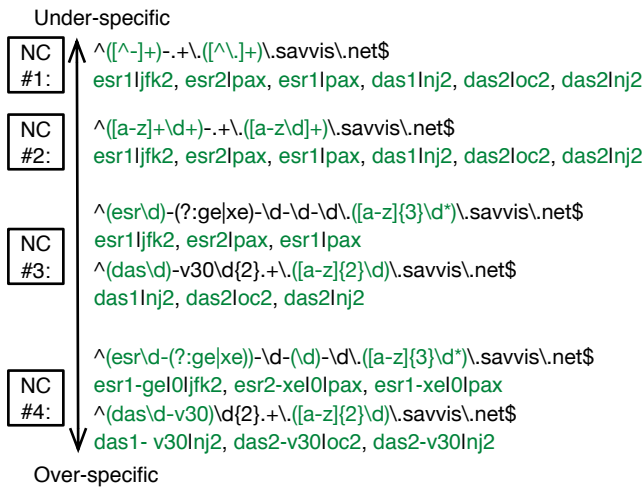 Under-specific
NC #1:
^([^-]+)-.+\.([^\.]+)\.savvis\.net$
esr1|jfk2, esr2|pax, esr1|pax, das1|nj2, das2|oc2, das2|nj2
NC #2:
^([a-z]+\d+)-.+\.([a-z\d]+)\.savvis\.net$
esr1|jfk2, esr2|pax, esr1|pax, das1|nj2, das2|oc2, das2|nj2
NC #3:
^(esr\d)-(?:ge|xe)-\d-\d-\d\.([a-z]{3}\d*)\.savvis\.net$
esr1|jfk2, esr2|pax, esr1|pax
^(das\d)-v30\d{2}.+\.([a-z]{2}\d)\.savvis\.net$
das1|nj2, das2|oc2, das2|nj2
NC #4:
^(esr\d-(?:ge|xe))-\d-(\d)-\d\.([a-z]{3}\d*)\.savvis\.net$
esr1-ge|0|jfk2, esr2-xe|0|pax, esr1-xe|0|pax
^(das\d-v30)\d{2}.+\.([a-z]{2}\d)\.savvis\.net$
das1- v30|nj2, das2-v30|oc2, das2-v30|nj2
Over-specific